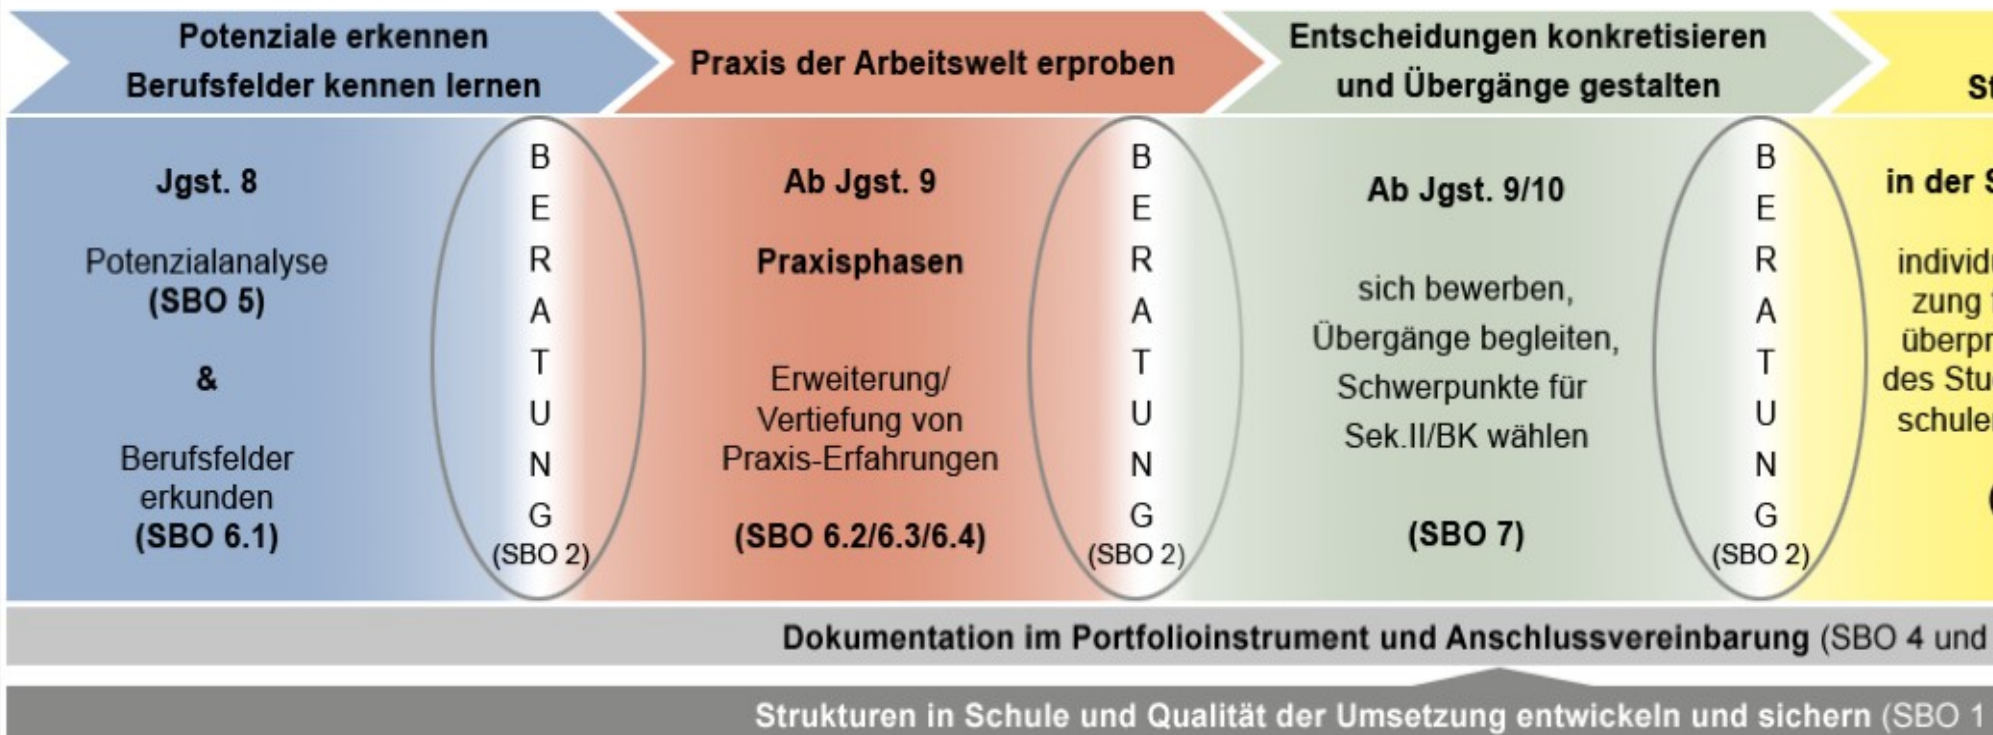 Potenziale erkennen
Berufsfelder kennen lernen
Praxis der Arbeitswelt erproben
Entscheidungen konkretisieren
und Übergänge gestalten
Jgst. 8
Potenzialanalyse
(SBO 5)
&
Berufsfelder
erkunden
(SBO 6.1)
B
E
R
A
T
U
N
G
(SBO 2)
Ab Jgst. 9
Praxisphasen
Erweiterung/
Vertiefung von
Praxis-Erfahrungen
(SBO 6.2/6.3/6.4)
B
E
R
A
T
U
N
G
(SBO 2)
Ab Jgst. 9/10
sich bewerben,
Übergänge begleiten,
Schwerpunkte für
Sek.II/BK wählen
(SBO 7)
B
E
R
A
T
U
N
G
(SBO 2)
in der
zung
des
Dokumentation im Portfolioinstrument und Anschlussvereinbarung (SBO 4 und
Strukturen in Schule und Qualität der Umsetzung entwickeln und sichern (SBO 1